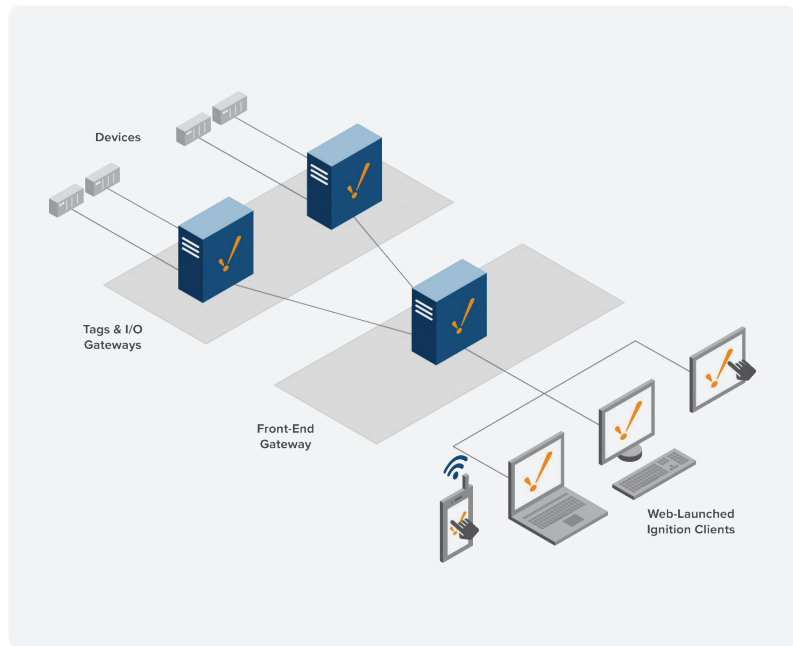 Devices
Tags & I/O
Gateways
Front-End
Gateway
Web-Launched
Ignition Clients